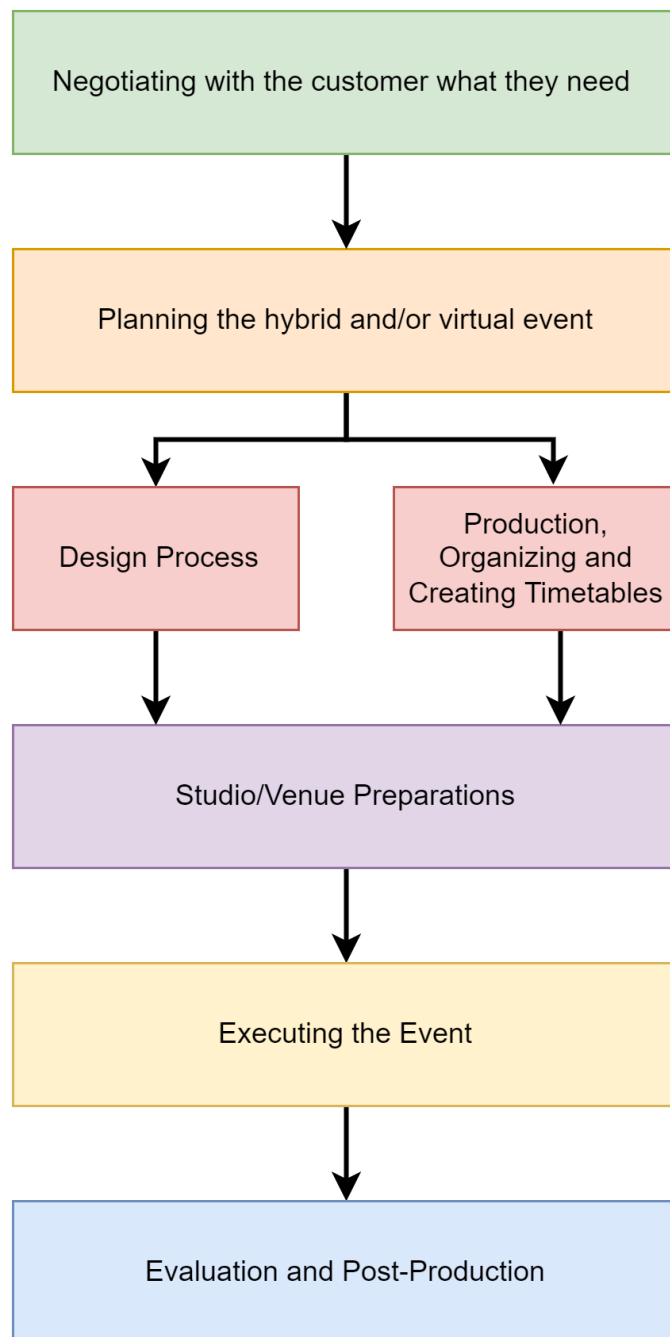 Negotiating with the customer what they need
Planning the hybrid and/or virtual event
Design Process
Production,
Organizing and
Creating Timetables
Studio/Venue Preparations
Executing the Event
Evaluation and Post-Production